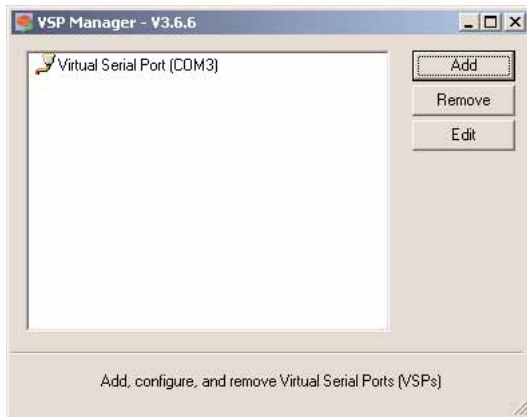 VSP Manager - V3.6.6
Virtual Serial Port (COM3)
Add
Remove
Edit
Add, configure, and remove Virtual Serial Ports (VSPs)